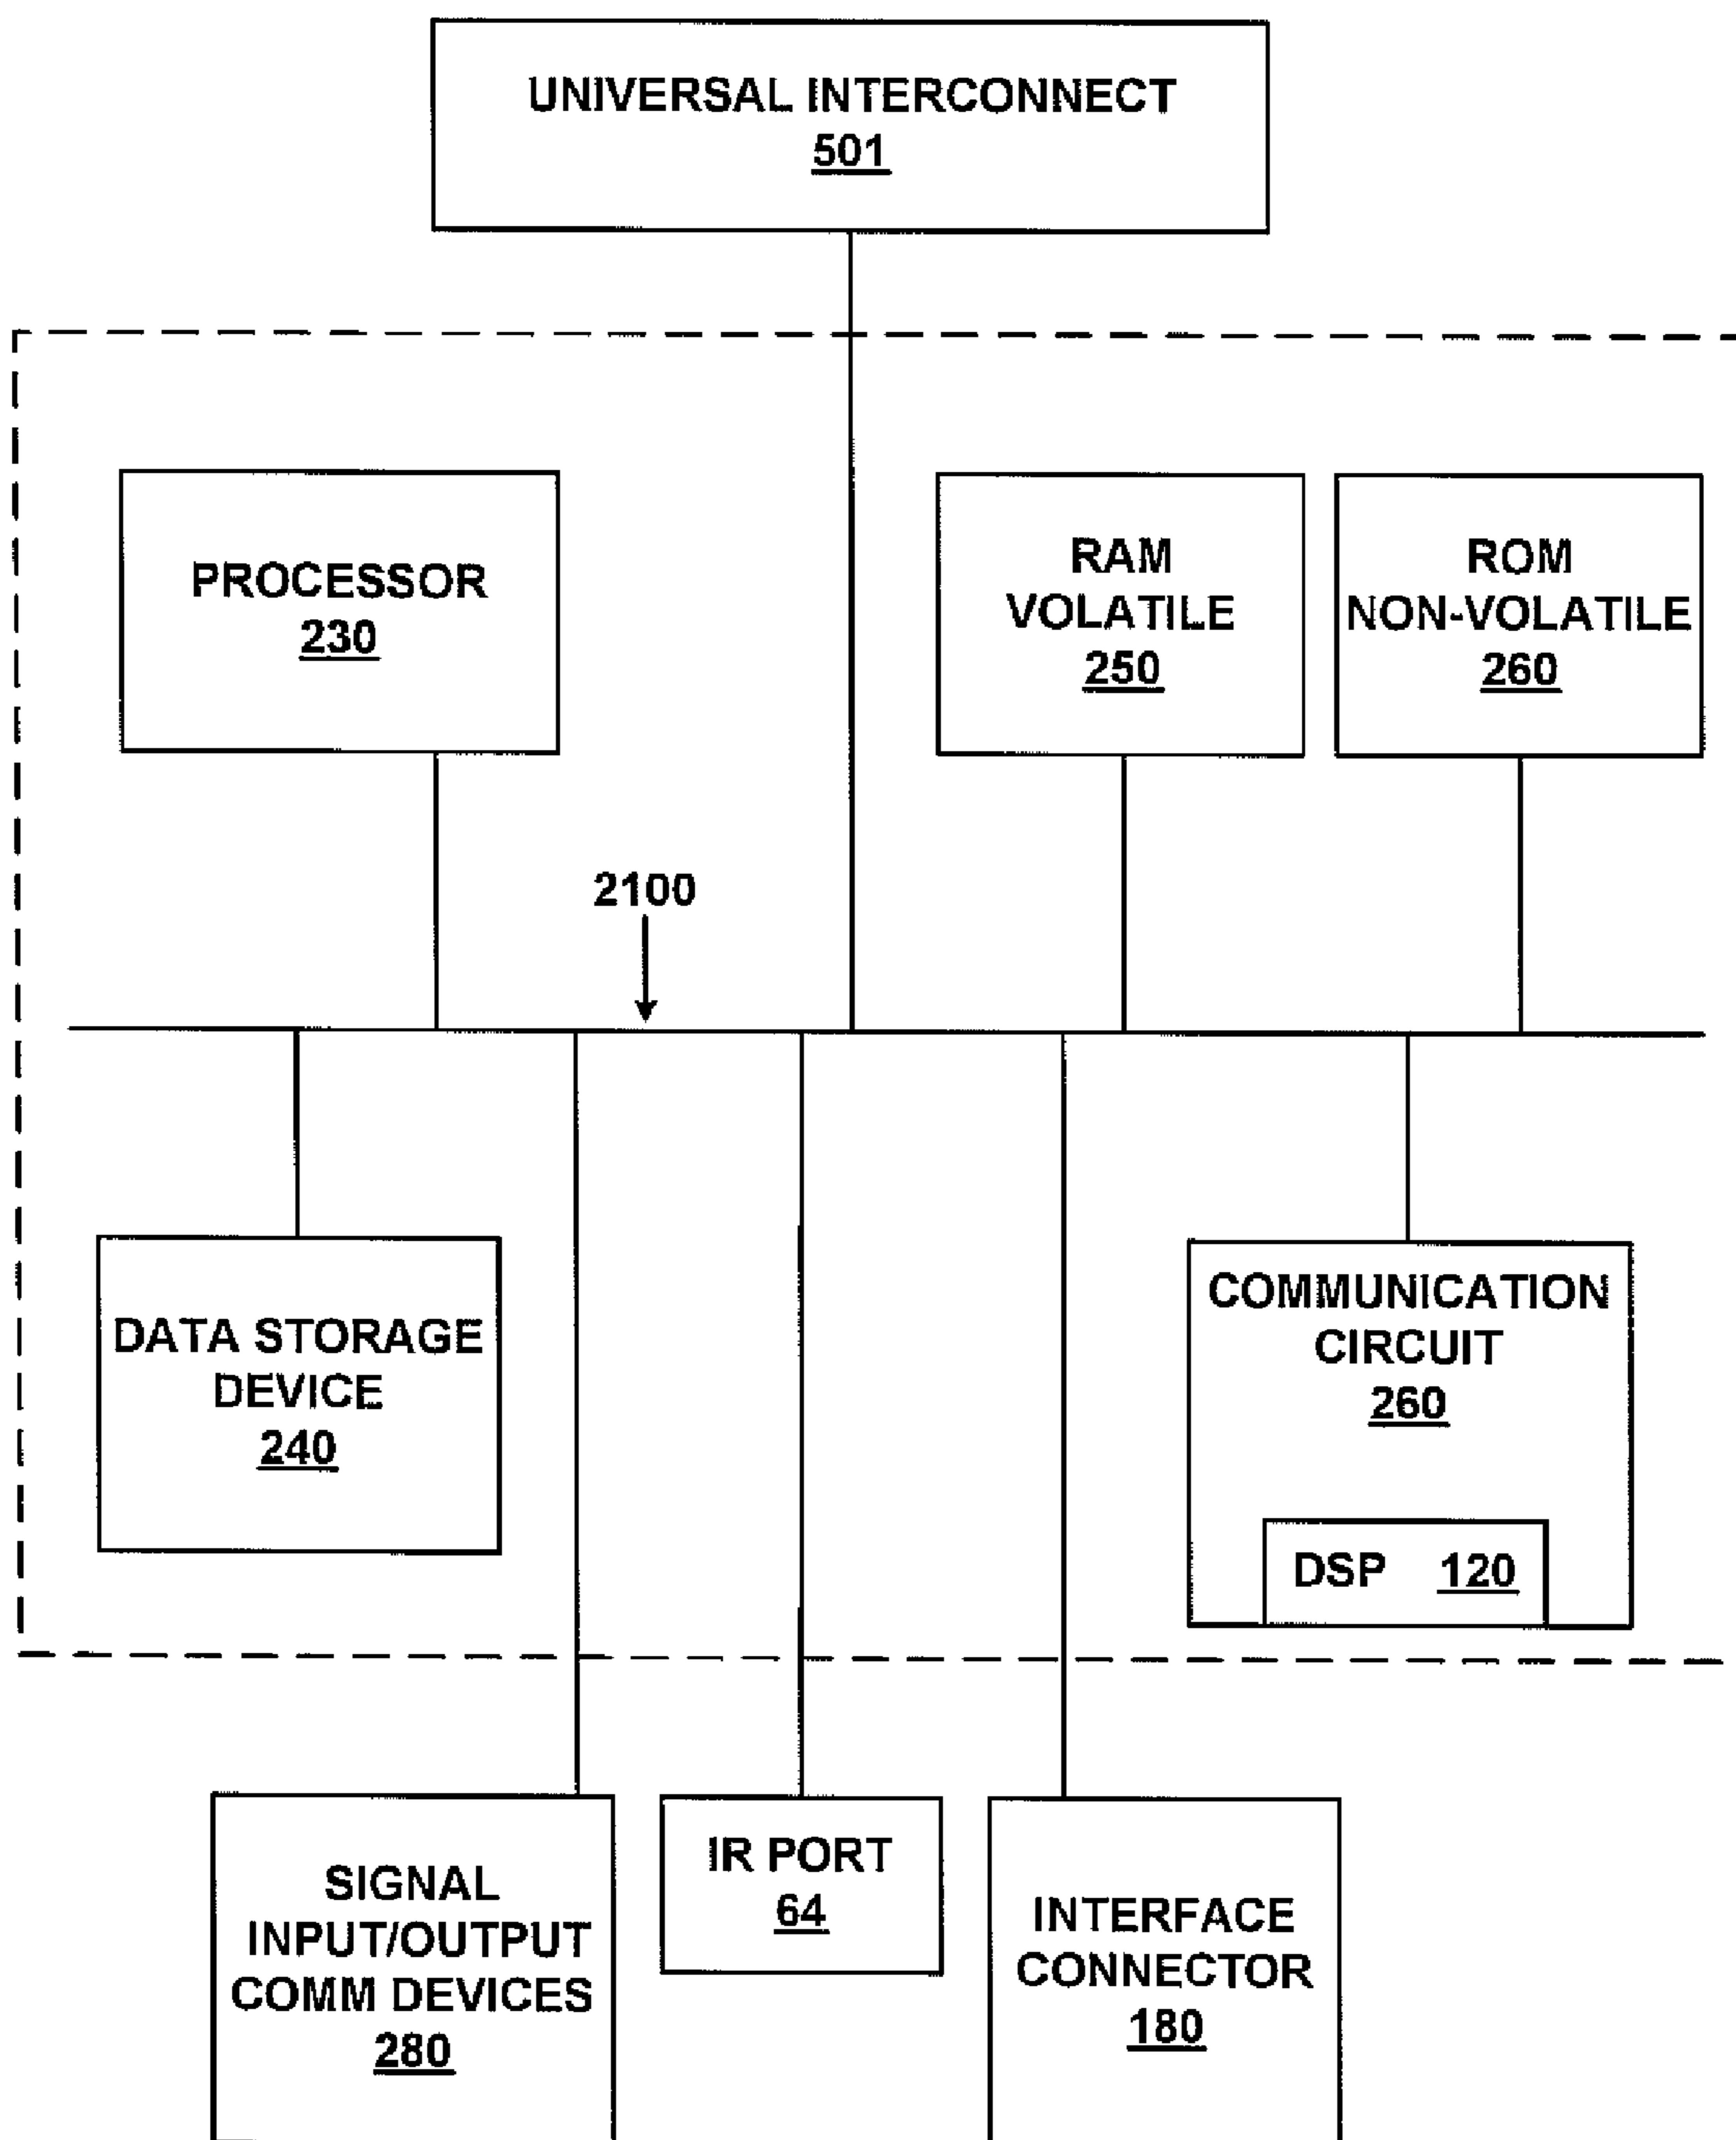 UNIVERSAL INTERCONNECT
501
PROCESSOR
230
RAM
VOLATILE
250
ROM
NON-VOLATILE
260
2100
DATA STORAGE
DEVICE
240
COMMUNICATION
CIRCUIT
260
DSP 120
SIGNAL
INPUT/OUTPUT
COMM DEVICES
280
IR PORT
64
INTERFACE
CONNECTOR
180